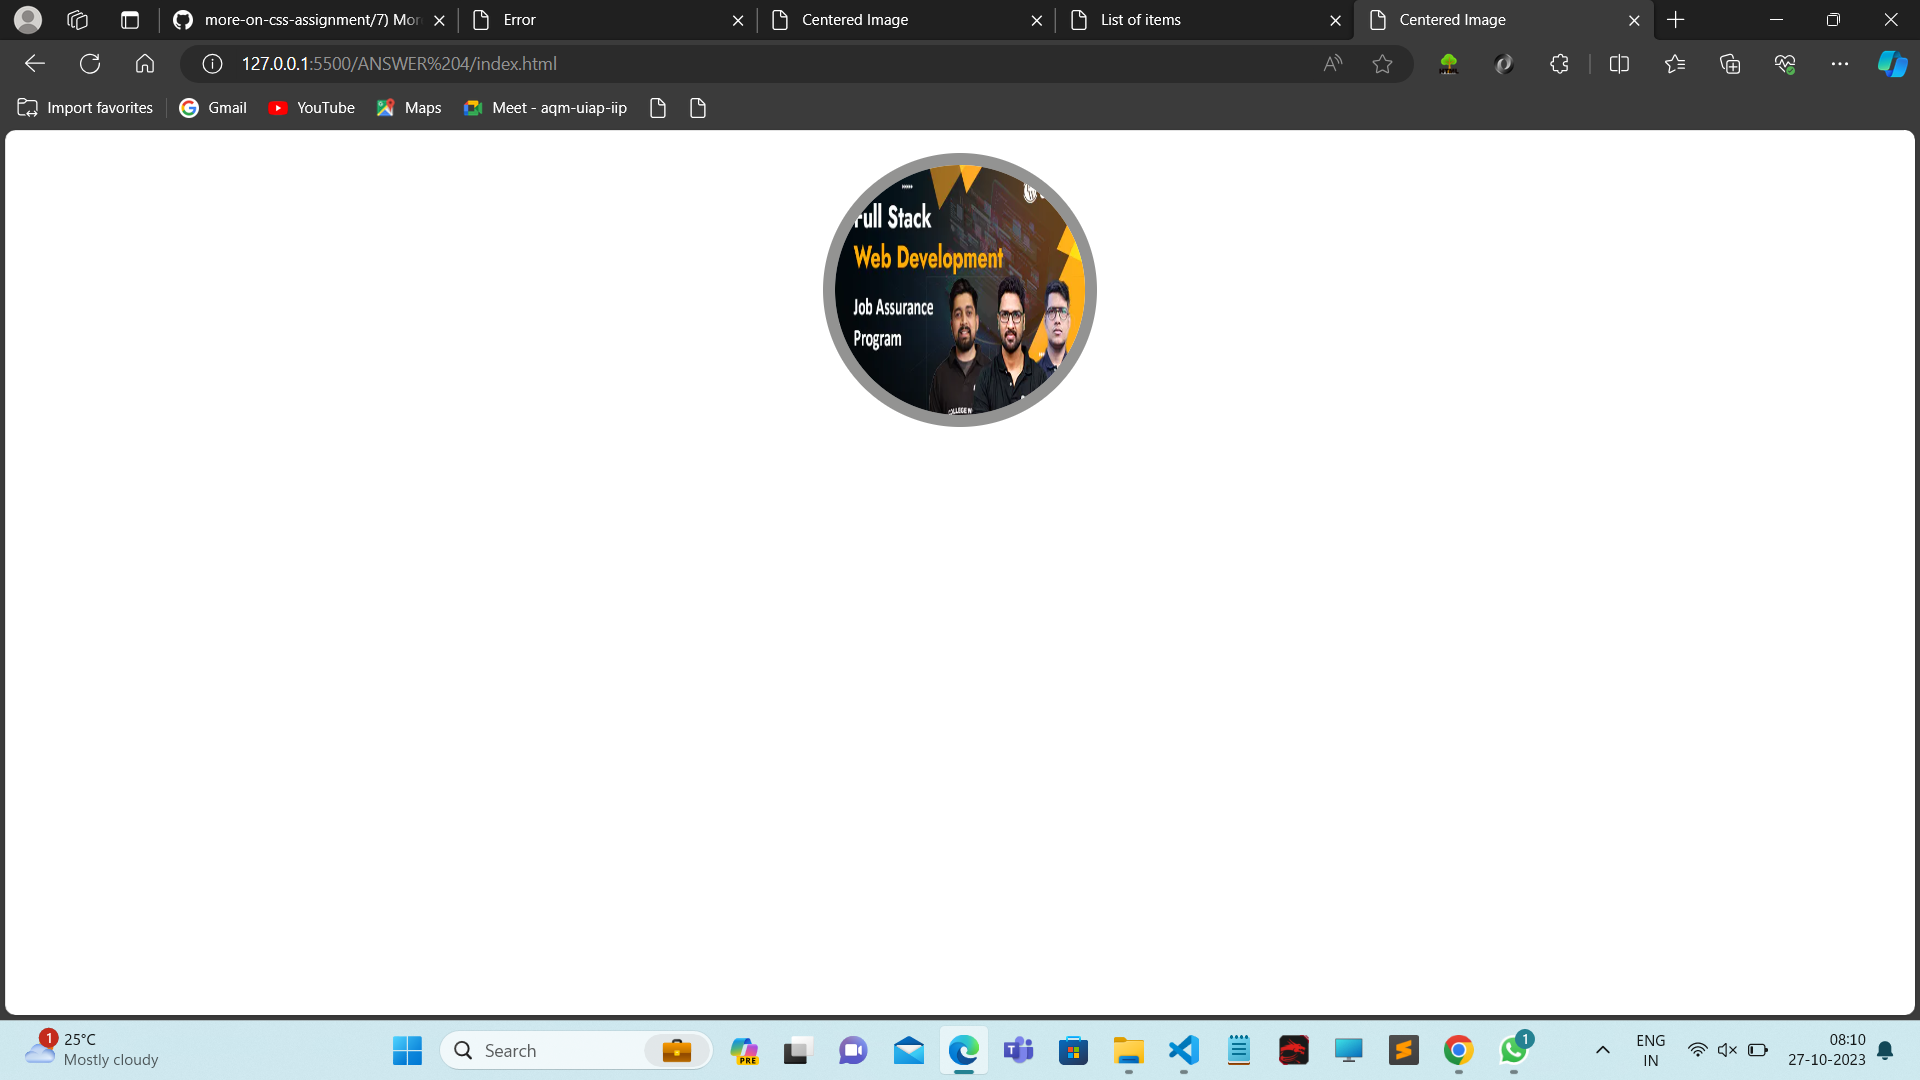 more-on-css-assignment/7) Mor
Error
Centered Image
List of items
Centered Image
127.0.0.1:5500/ANSWER%204/index.html
Import favorites
Gmail
YouTube
Maps
Meet - aqm-uiap-iip
Full Stack
Web Development
Job Assurance
Program
1
25°C
Mostly cloudy
Search
PRE
1
ENG
IN
08:10
27-10-2023